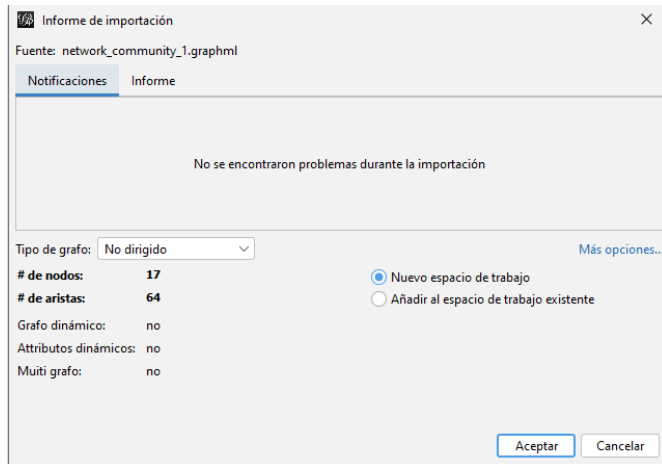 Informe de importación
Fuente: network_community_1.graphml
Notificaciones Informe
No se encontraron problemas durante la importación
Tipo de grafo: No dirigido Más opciones...
# de nodos: 17 Nuevo espacio de trabajo
# de aristas: 64 Añadir al espacio de trabajo existente
Grafo dinámico: no
Attributos dinámicos: no
Muiti grafo: no
Aceptar Cancelar